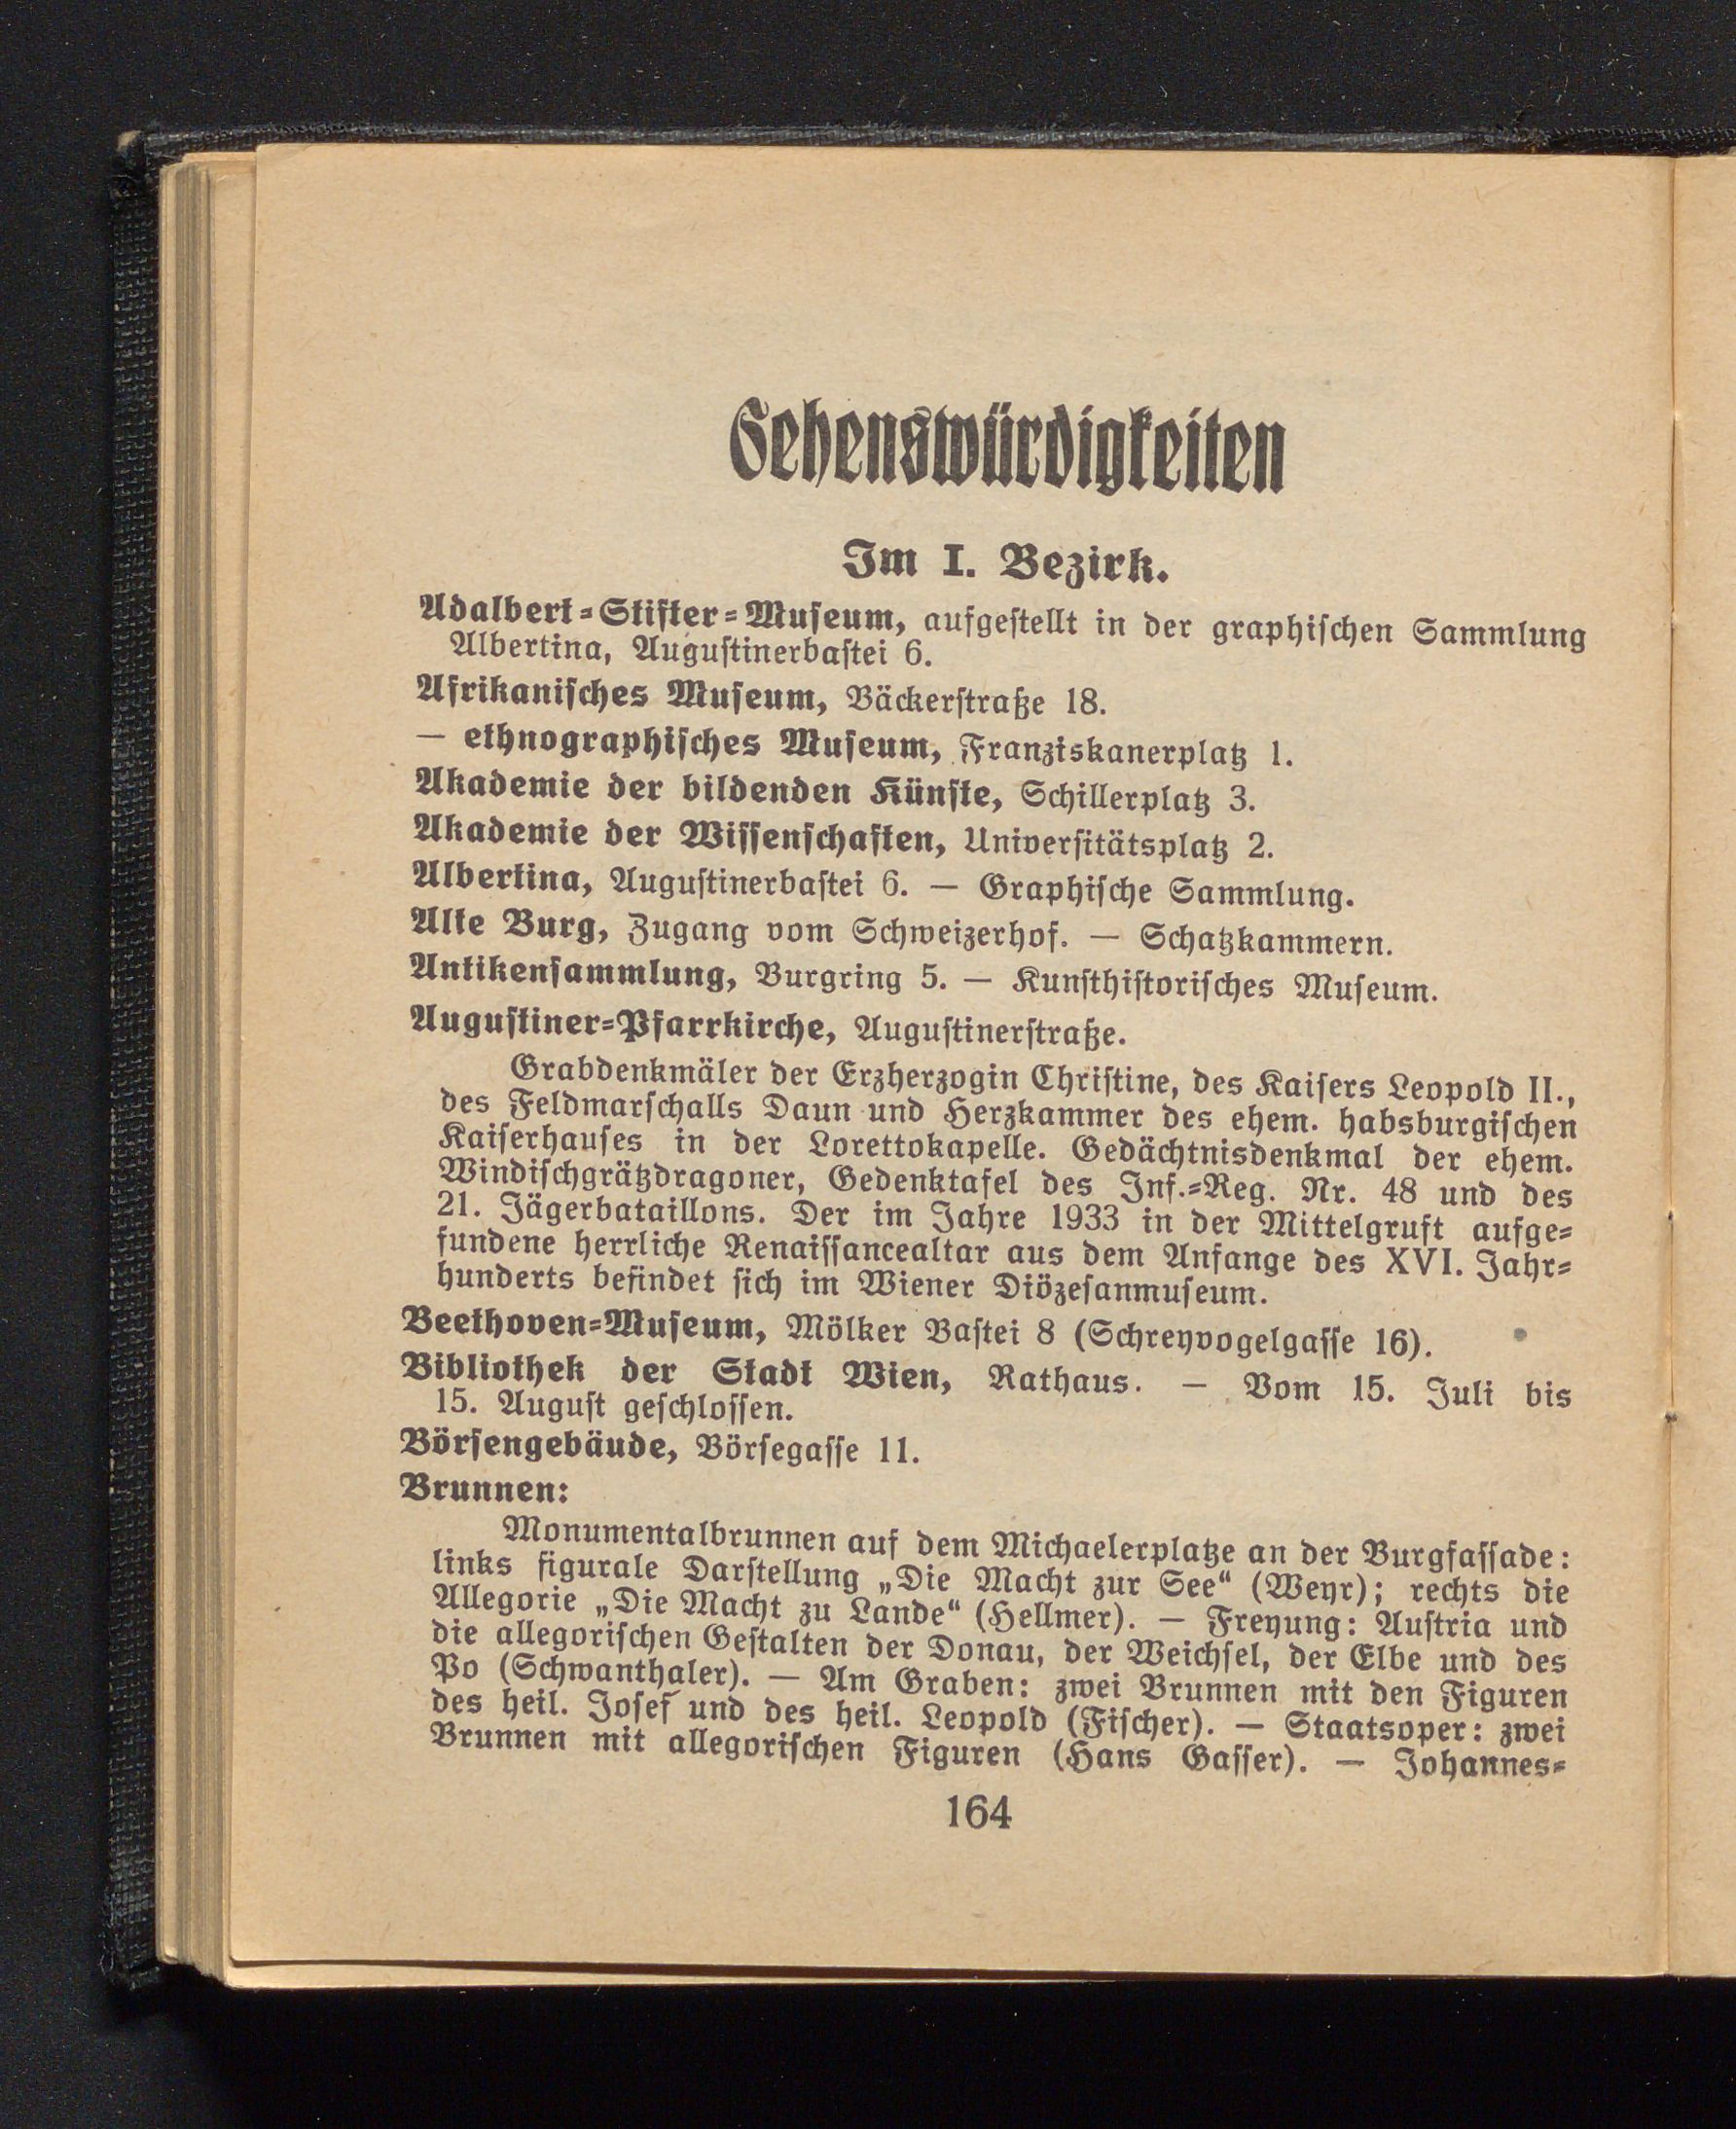 Sehenswürdigkeiten
Im I. Bezirk.
Adalbert=Stifter=Museum, aufgestellt in der graphischen Sammlung
Albertina, Augustinerbastei 6.
Afrikanisches Museum, Bäckerstraße 18.
— ethnographisches Museum, Franziskanerplatz 1.
Akademie der bildenden Künste, Schillerplatz 3.
Akademie der Wissenschaften, Universitätsplatz 2.
Albertina, Augustinerbastei 6. — Graphische Sammlung.
Alte Burg, Zugang vom Schweizerhof. — Schatzkammern.
Antikensammlung, Burgring 5. — Kunsthistorisches Museum.
Augustiner=Pfarrkirche, Augustinerstraße.
Grabdenkmäler der Erzherzogin Christine, des Kaisers Leopold II.,
des Feldmarschalls Daun und Herzkammer des ehem. habsburgischen
Kaiserhauses in der Lorettokapelle. Gedächtnisdenkmal der ehem.
Windischgrätzdragoner, Gedenktafel des Inf.=Reg. Nr. 48 und des
21. Jägerbataillons. Der im Jahre 1933 in der Mittelgruft aufge=
fundene herrliche Renaissancealtar aus dem Anfange des XVI. Jahr=
hunderts befindet sich im Wiener Diözesanmuseum.
Beethoven=Museum, Mölker Bastei 8 (Schreyvogelgasse 16).
Bibliothek der Stadt Wien, Rathaus. — Vom 15. Juli bis
15. August geschlossen.
Börsengebäude, Börsegasse 11.
Brunnen:
Monumentalbrunnen auf dem Michaelerplatze an der Burgfassade:
links figurale Darstellung „Die Macht zur See“ (Weyr); rechts die
Allegorie „Die Macht zu Lande“ (Hellmer). — Freyung: Austria und
die allegorischen Gestalten der Donau, der Weichsel, der Elbe und des
Po (Schwanthaler). — Am Graben: zwei Brunnen mit den Figuren
des heil. Josef und des heil. Leopold (Fischer). — Staatsoper: zwei
Brunnen mit allegorischen Figuren (Hans Gasser). — Johannes=
164